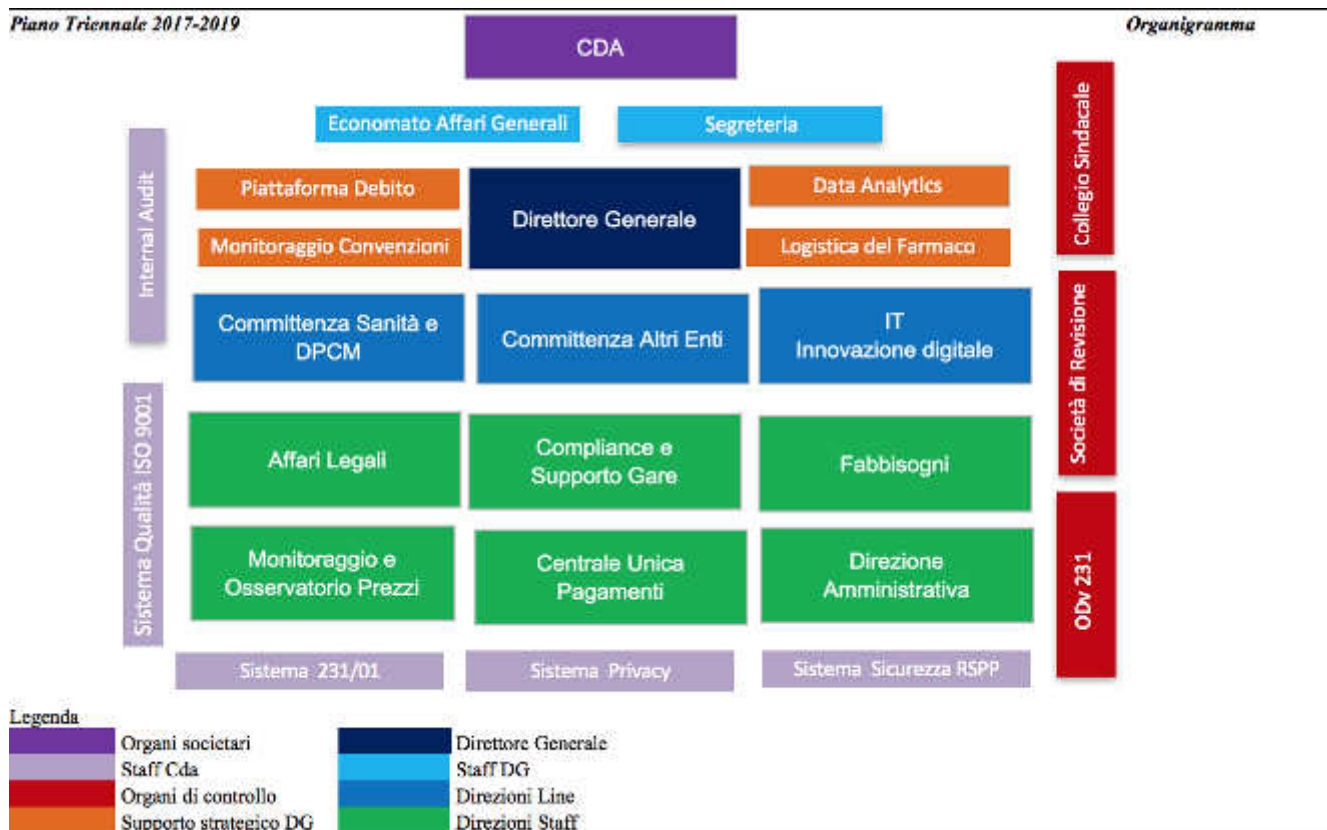 Piano Triennale 2017-2019
Organigramma
CDA
Economato Affari Generali
Segreteria
Internal Audit
Collegio Sindacale
Piattaforma Debito
Direttore Generale
Data Analytics
Monitoraggio Convenzioni
Logistica del Farmaco
Committenza Sanità e
DPCM
Committenza Altri Enti
IT
Innovazione digitale
Società di Revisione
Sistema Qualità ISO 9001
Affari Legali
Compliance e
Supporto Gare
Fabbisogni
Monitoraggio e
Osservatorio Prezzi
Centrale Unica
Pagamenti
Direzione
Amministrativa
ODv 231
Sistema 231/01
Sistema Privacy
Sistema Sicurezza RSPP
Legenda
Organi societari
Direttore Generale
Staff Cda
Staff DG
Organi di controllo
Direzioni Line
Supporto strategico DG
Direzioni Staff